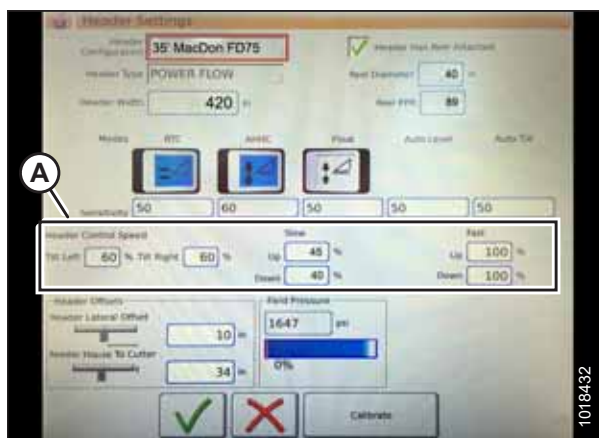 Header Settings
Header Configuration 35' MacDon FD75 Header Has Reel Attached
Header Type POWER FLOW Reel Diameter 40 in
Header Width 420 in Reel PPR 89
Modes RTC AHHC Float Auto Level Auto Tilt
Sensitivity 50 60 50 50 50
A
Header Control Speed Slow Fast
Tilt Left 60 % Tilt Right 60 % Up 45 % Up 100 %
Down 40 % Down 100 %
Header Offsets Field Pressure
Header Lateral Offset 1647 psi
10 in
Feeder House To Cutter 0%
34 in
Calibrate
1018432